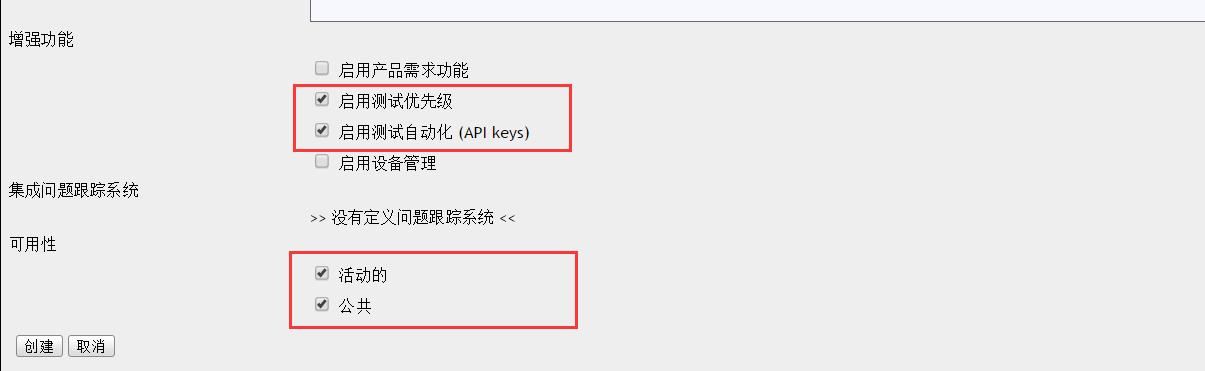 增强功能
启用产品需求功能
启用测试优先级
启用测试自动化 (API keys)
启用设备管理
集成问题跟踪系统
>> 没有定义问题跟踪系统 <<
可用性
活动的
公共
创建 取消